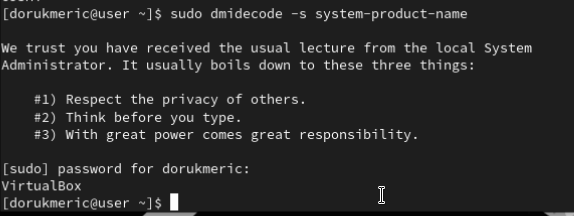 [dorukmeric@user ~]$ sudo dmidecode -s system-product-name
We trust you have received the usual lecture from the local System
Administrator. It usually boils down to these three things:
#1) Respect the privacy of others.
#2) Think before you type.
#3) With great power comes great responsibility.
[sudo] password for dorukmeric:
VirtualBox
[dorukmeric@user ~]$